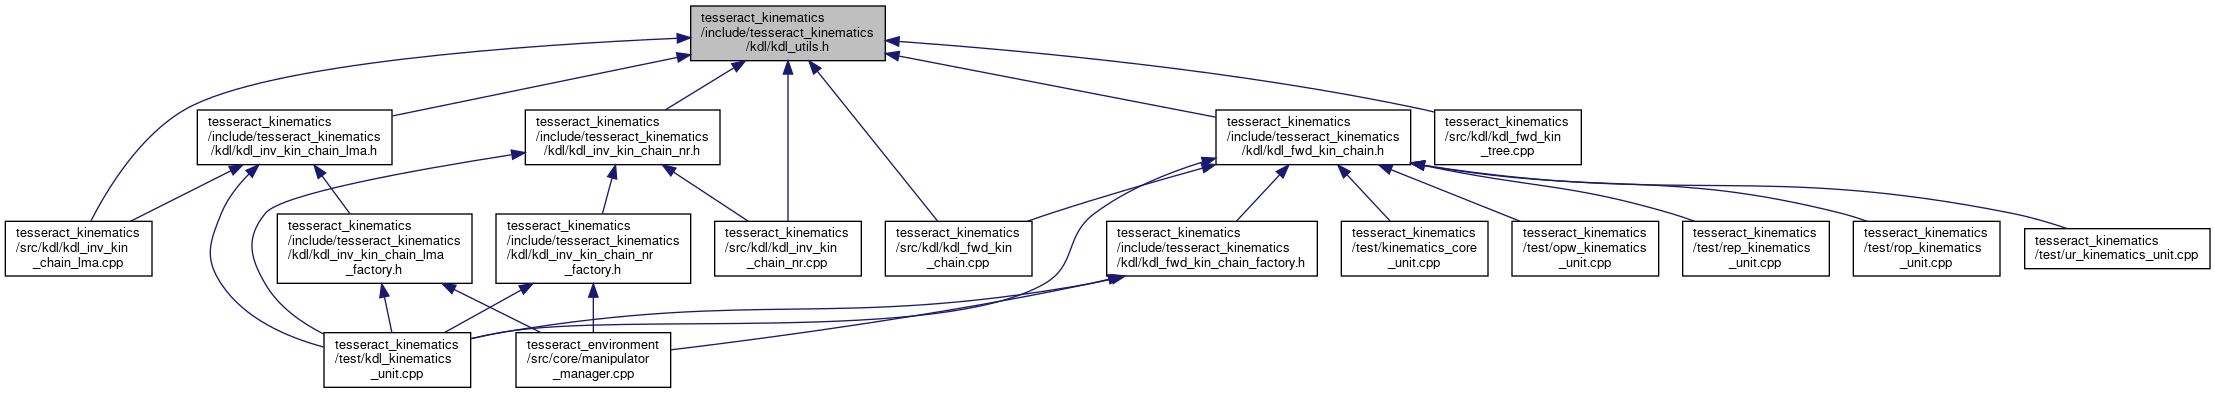 tesseract_kinematics
/include/tesseract_kinematics
/kdl/kdl_utils.h
tesseract_kinematics
/include/tesseract_kinematics
/kdl/kdl_inv_kin_chain_lma.h
tesseract_kinematics
/include/tesseract_kinematics
/kdl/kdl_inv_kin_chain_nr.h
tesseract_kinematics
/include/tesseract_kinematics
/kdl/kdl_fwd_kin_chain.h
tesseract_kinematics
/src/kdl/kdl_fwd_kin
_tree.cpp
tesseract_kinematics
/src/kdl/kdl_inv_kin
_chain_lma.cpp
tesseract_kinematics
/include/tesseract_kinematics
/kdl/kdl_inv_kin_chain_lma
_factory.h
tesseract_kinematics
/include/tesseract_kinematics
/kdl/kdl_inv_kin_chain_nr
_factory.h
tesseract_kinematics
/src/kdl/kdl_inv_kin
_chain_nr.cpp
tesseract_kinematics
/src/kdl/kdl_fwd_kin
_chain.cpp
tesseract_kinematics
/include/tesseract_kinematics
/kdl/kdl_fwd_kin_chain_factory.h
tesseract_kinematics
/test/kinematics_core
_unit.cpp
tesseract_kinematics
/test/opw_kinematics
_unit.cpp
tesseract_kinematics
/test/rep_kinematics
_unit.cpp
tesseract_kinematics
/test/rop_kinematics
_unit.cpp
tesseract_kinematics
/test/ur_kinematics_unit.cpp
tesseract_kinematics
/test/kdl_kinematics
_unit.cpp
tesseract_environment
/src/core/manipulator
_manager.cpp